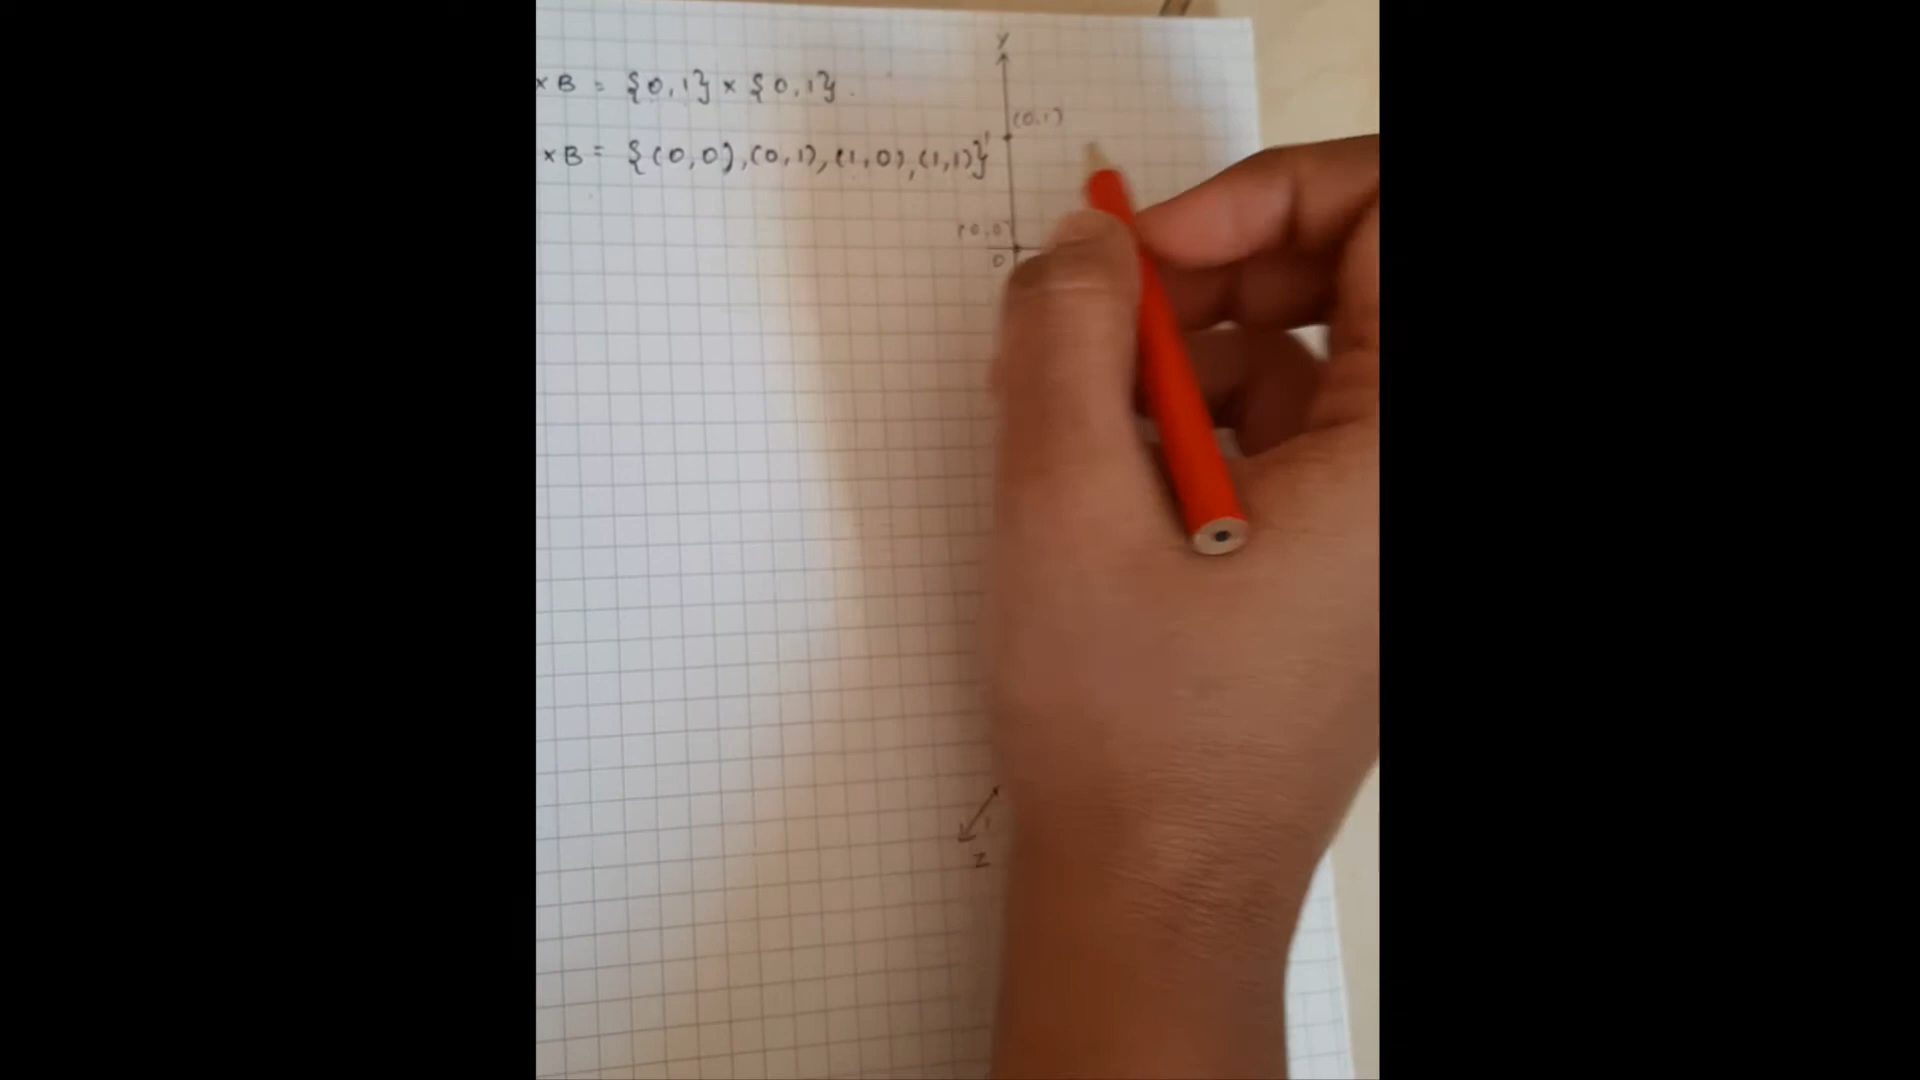 ×B = {0,1} × {0,1}.
×B = {(0,0),(0,1),(1,0),(1,1)}
Y
1
(0,1)
(0,0
0
1
Z